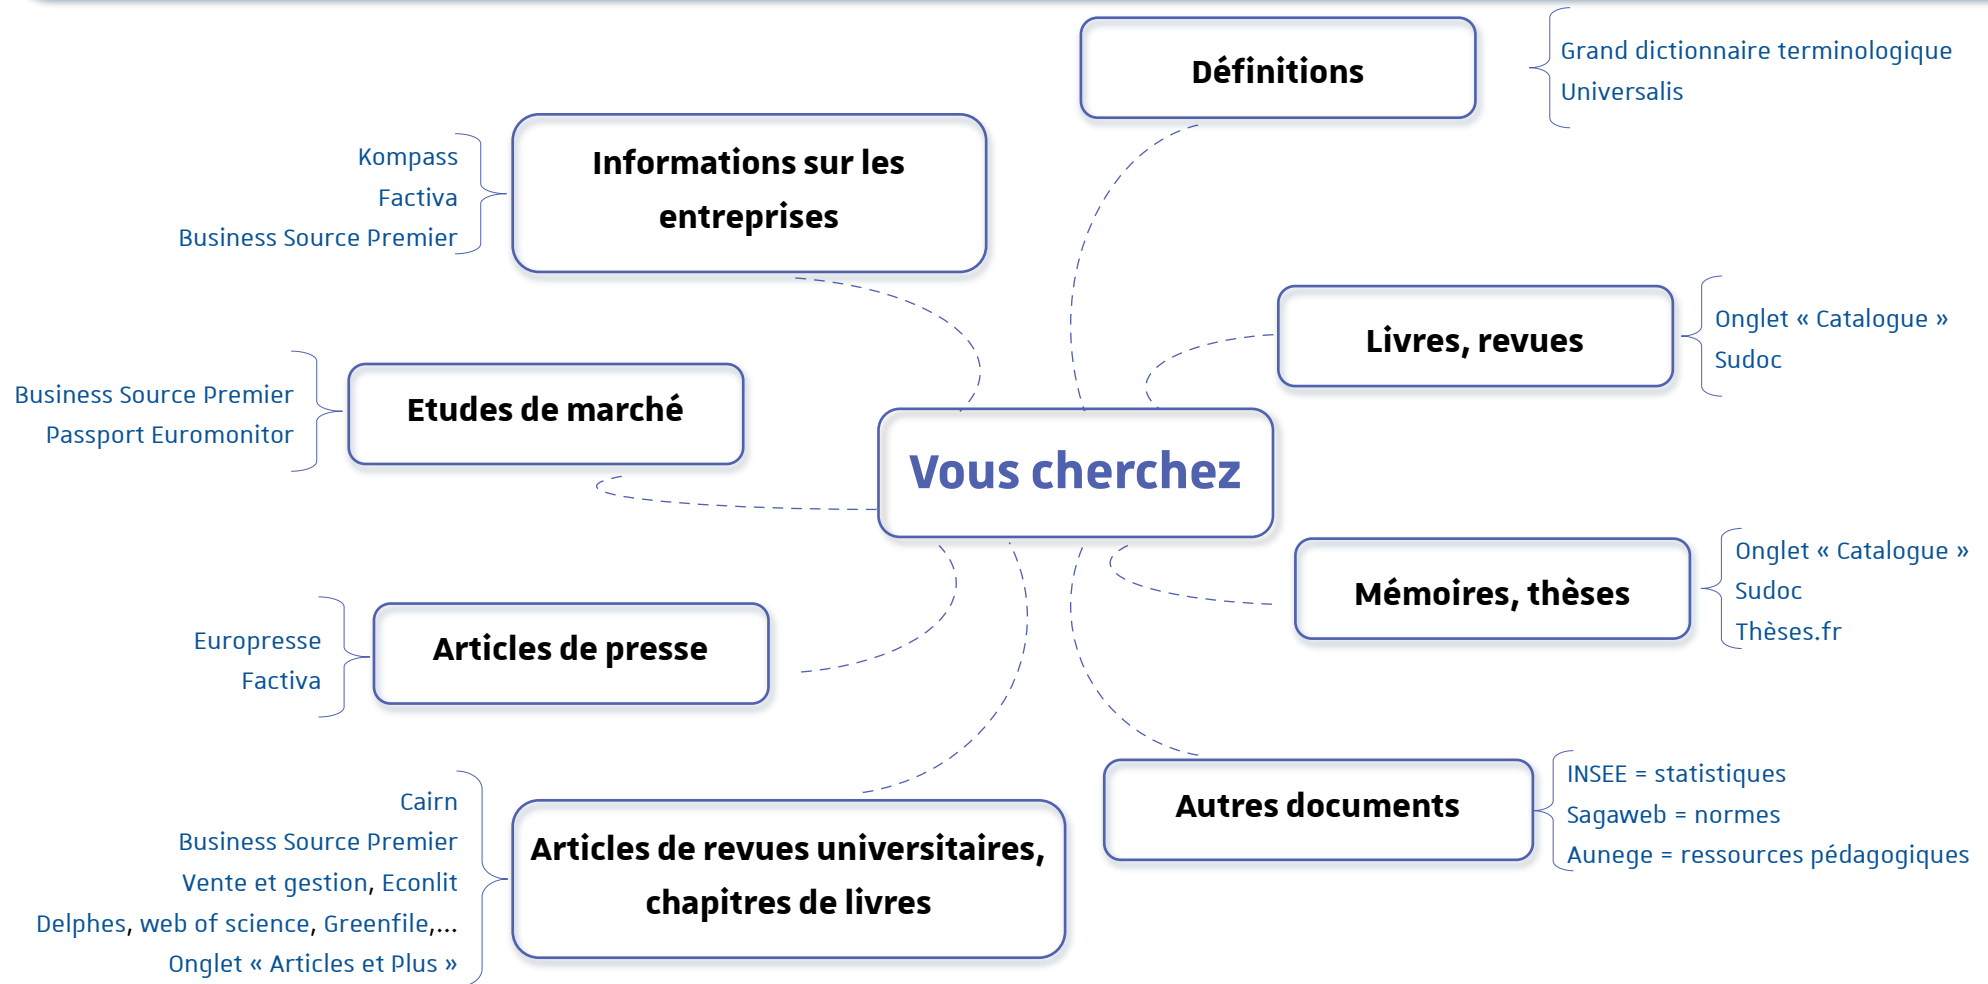 Définitions
Grand dictionnaire terminologique
Universalis
Informations sur les
entreprises
Kompass
Factiva
Business Source Premier
Livres, revues
Onglet « Catalogue »
Sudoc
Etudes de marché
Business Source Premier
Passport Euromonitor
Vous cherchez
Mémoires, thèses
Onglet « Catalogue »
Sudoc
Thèses.fr
Articles de presse
Europresse
Factiva
Autres documents
INSEE = statistiques
Sagaweb = normes
Aunege = ressources pédagogiques
Articles de revues universitaires,
chapitres de livres
Cairn
Business Source Premier
Vente et gestion, Econlit
Delphes, web of science, Greenfile,...
Onglet « Articles et Plus »